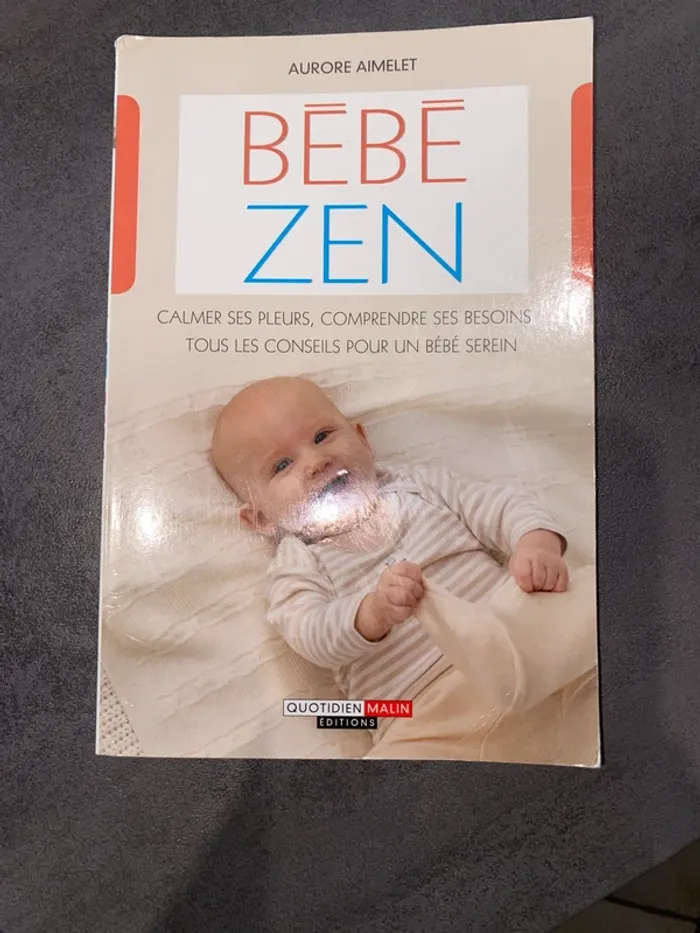 AURORE AIMELET
BĒBĒ
ZEN
CALMER SES PLEURS, COMPRENDRE SES BESOINS
TOUS LES CONSEILS POUR UN BÉBÉ SEREIN
QUOTIDIEN MALIN
ÉDITIONS